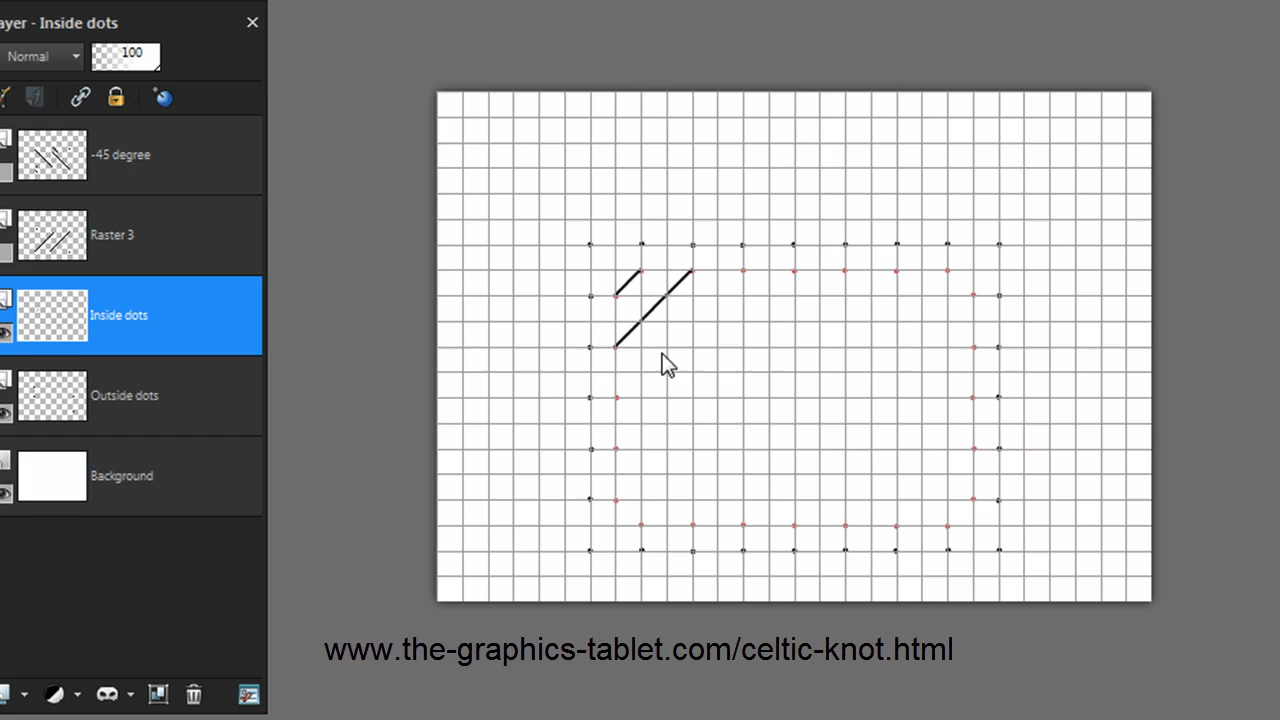 ayer - Inside dots
Normal
100
-45 degree
Raster 3
Inside dots
Outside dots
Background
www.the-graphics-tablet.com/celtic-knot.html